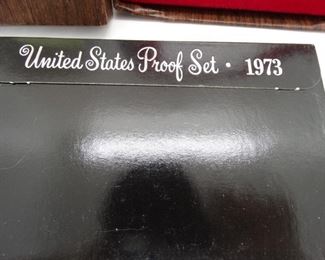 United States Proof Set · 1973